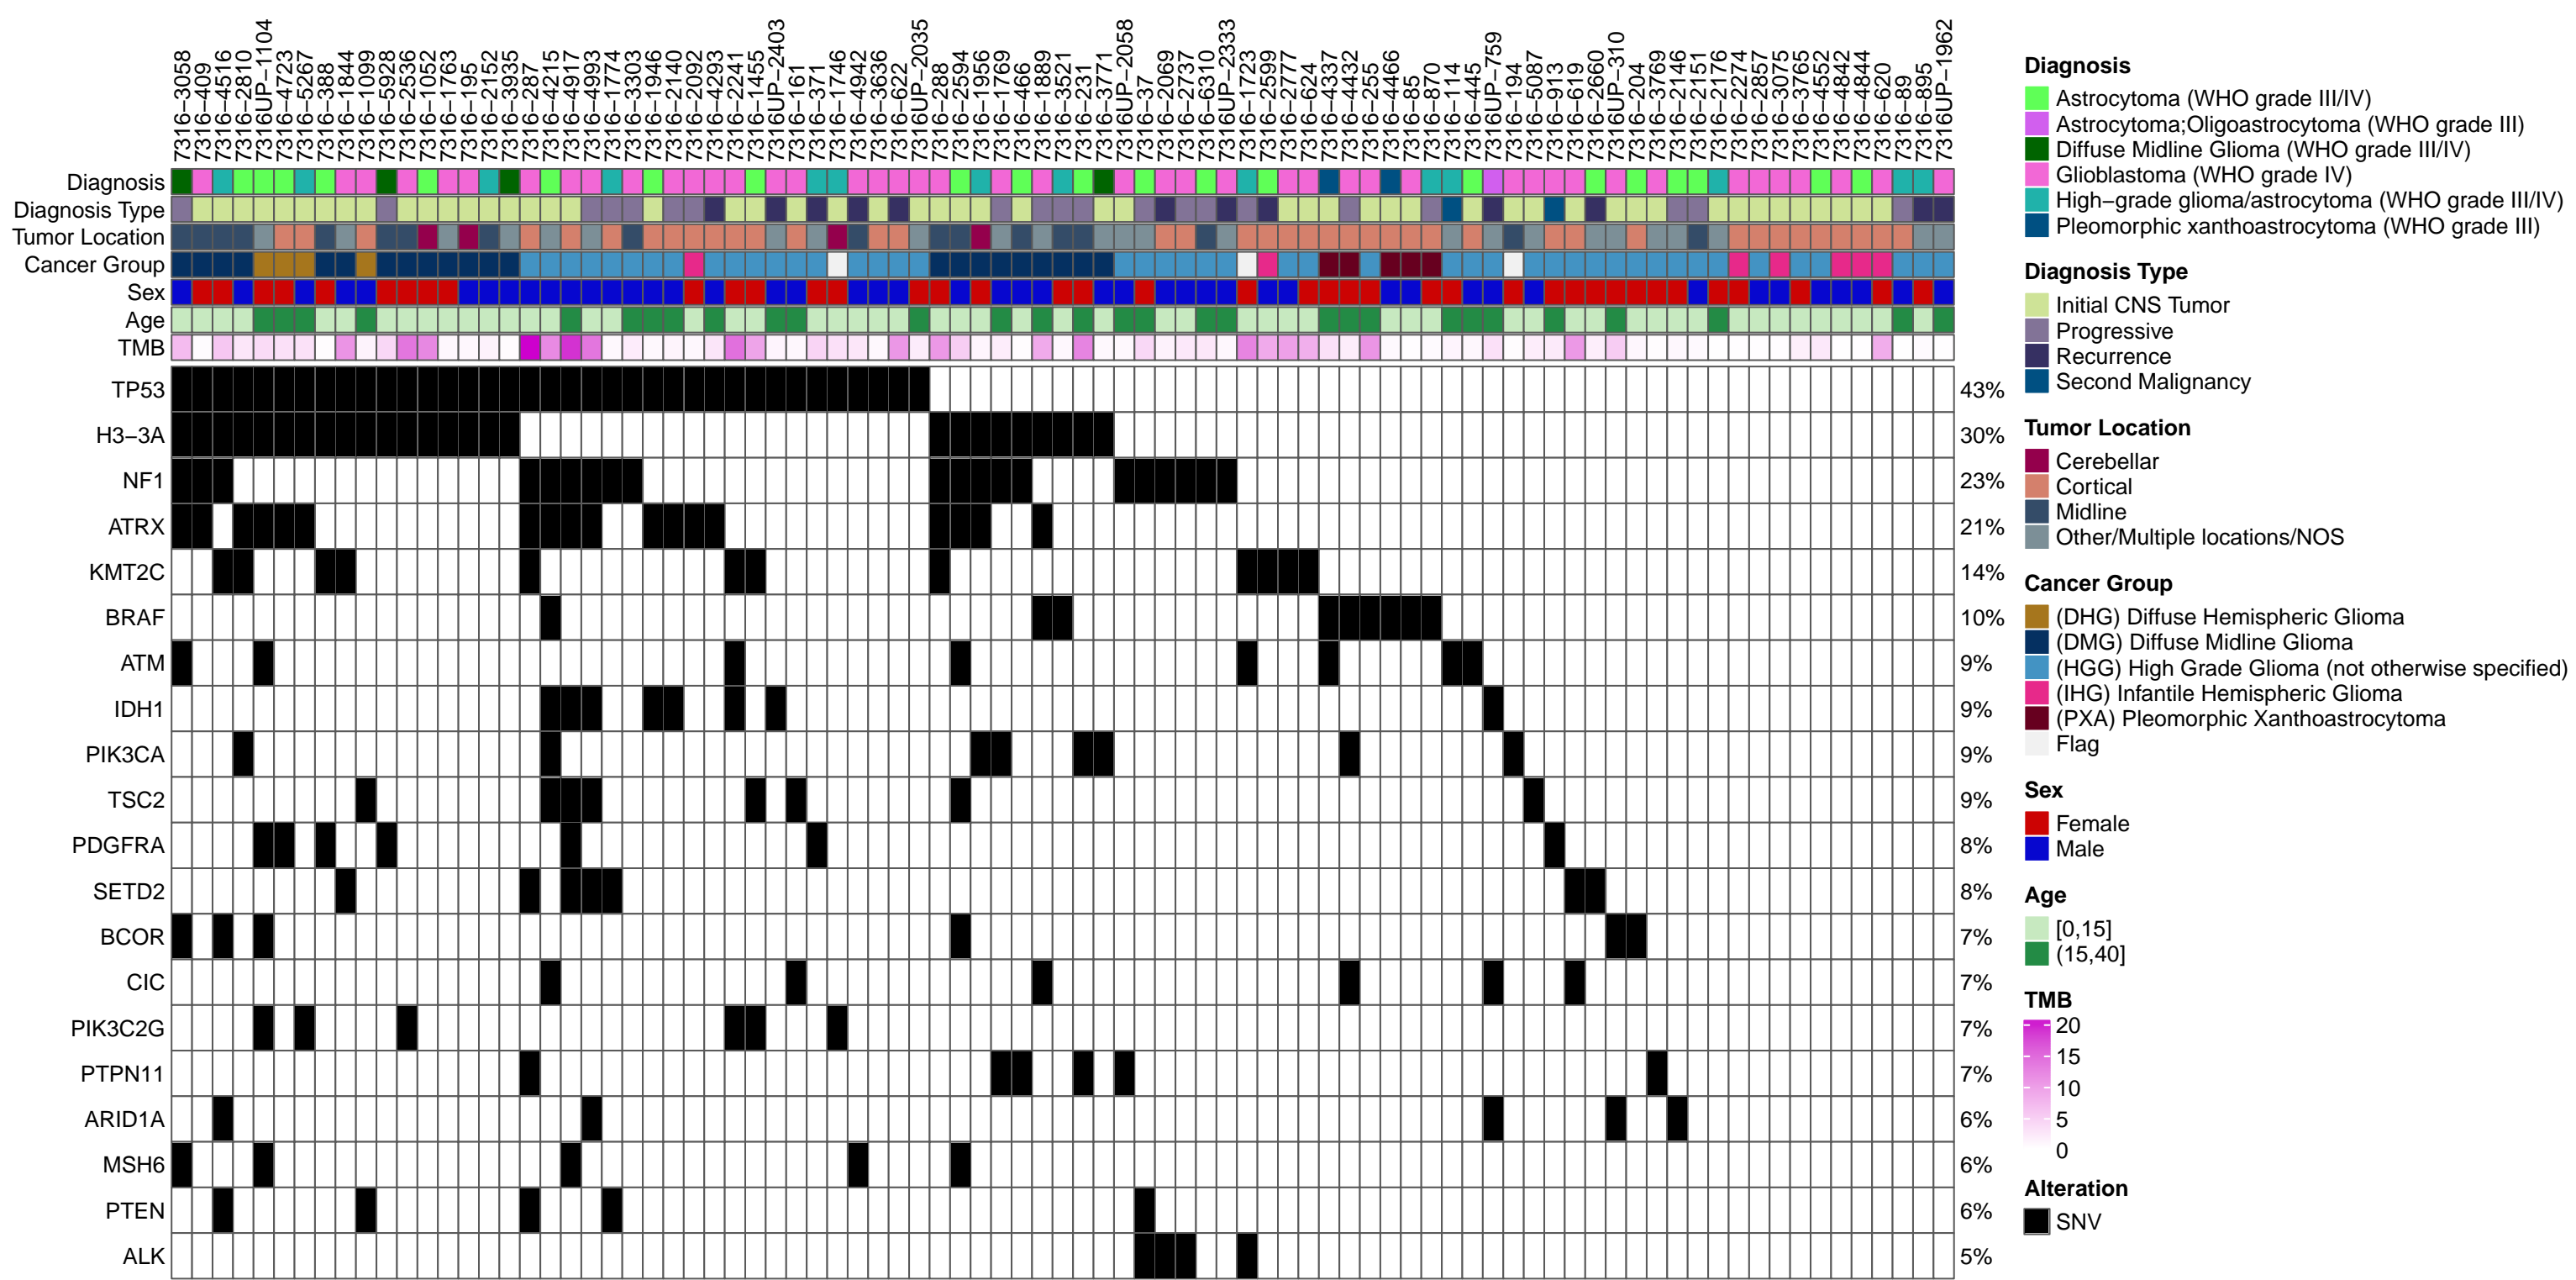 7316−3058
7316−409
7316−4516
7316−2810
7316UP−1104
7316−4723
7316−5267
7316−388
7316−1844
7316−1099
7316−5928
7316−2536
7316−1052
7316−1763
7316−195
7316−2152
7316−3935
7316−287
7316−4215
7316−4917
7316−4993
7316−1774
7316−3303
7316−1946
7316−2140
7316−2092
7316−4293
7316−2241
7316−1455
7316UP−2403
7316−161
7316−371
7316−1746
7316−4942
7316−3636
7316−622
7316UP−2035
7316−288
7316−2594
7316−1956
7316−1769
7316−466
7316−1889
7316−3521
7316−231
7316−3771
7316UP−2058
7316−37
7316−2069
7316−2737
7316−6310
7316UP−2333
7316−1723
7316−2599
7316−2777
7316−624
7316−4337
7316−4432
7316−255
7316−4466
7316−85
7316−870
7316−114
7316−445
7316UP−759
7316−194
7316−5087
7316−913
7316−619
7316−2660
7316UP−310
7316−204
7316−3769
7316−2146
7316−2151
7316−2176
7316−2274
7316−2857
7316−3075
7316−3765
7316−4552
7316−4842
7316−4844
7316−620
7316−89
7316−895
7316UP−1962
Diagnosis
Diagnosis Type
Tumor Location
Cancer Group
Sex
Age
TMB
TP53 43%
H3−3A 30%
NF1 23%
ATRX 21%
KMT2C 14%
BRAF 10%
ATM 9%
IDH1 9%
PIK3CA 9%
TSC2 9%
PDGFRA 8%
SETD2 8%
BCOR 7%
CIC 7%
PIK3C2G 7%
PTPN11 7%
ARID1A 6%
MSH6 6%
PTEN 6%
ALK 5%
Diagnosis
Astrocytoma (WHO grade III/IV)
Astrocytoma;Oligoastrocytoma (WHO grade III)
Diffuse Midline Glioma (WHO grade III/IV)
Glioblastoma (WHO grade IV)
High−grade glioma/astrocytoma (WHO grade III/IV)
Pleomorphic xanthoastrocytoma (WHO grade III)
Diagnosis Type
Initial CNS Tumor
Progressive
Recurrence
Second Malignancy
Tumor Location
Cerebellar
Cortical
Midline
Other/Multiple locations/NOS
Cancer Group
(DHG) Diffuse Hemispheric Glioma
(DMG) Diffuse Midline Glioma
(HGG) High Grade Glioma (not otherwise specified)
(IHG) Infantile Hemispheric Glioma
(PXA) Pleomorphic Xanthoastrocytoma
Flag
Sex
Female
Male
Age
[0,15]
(15,40]
TMB
20
15
10
5
0
Alteration
SNV